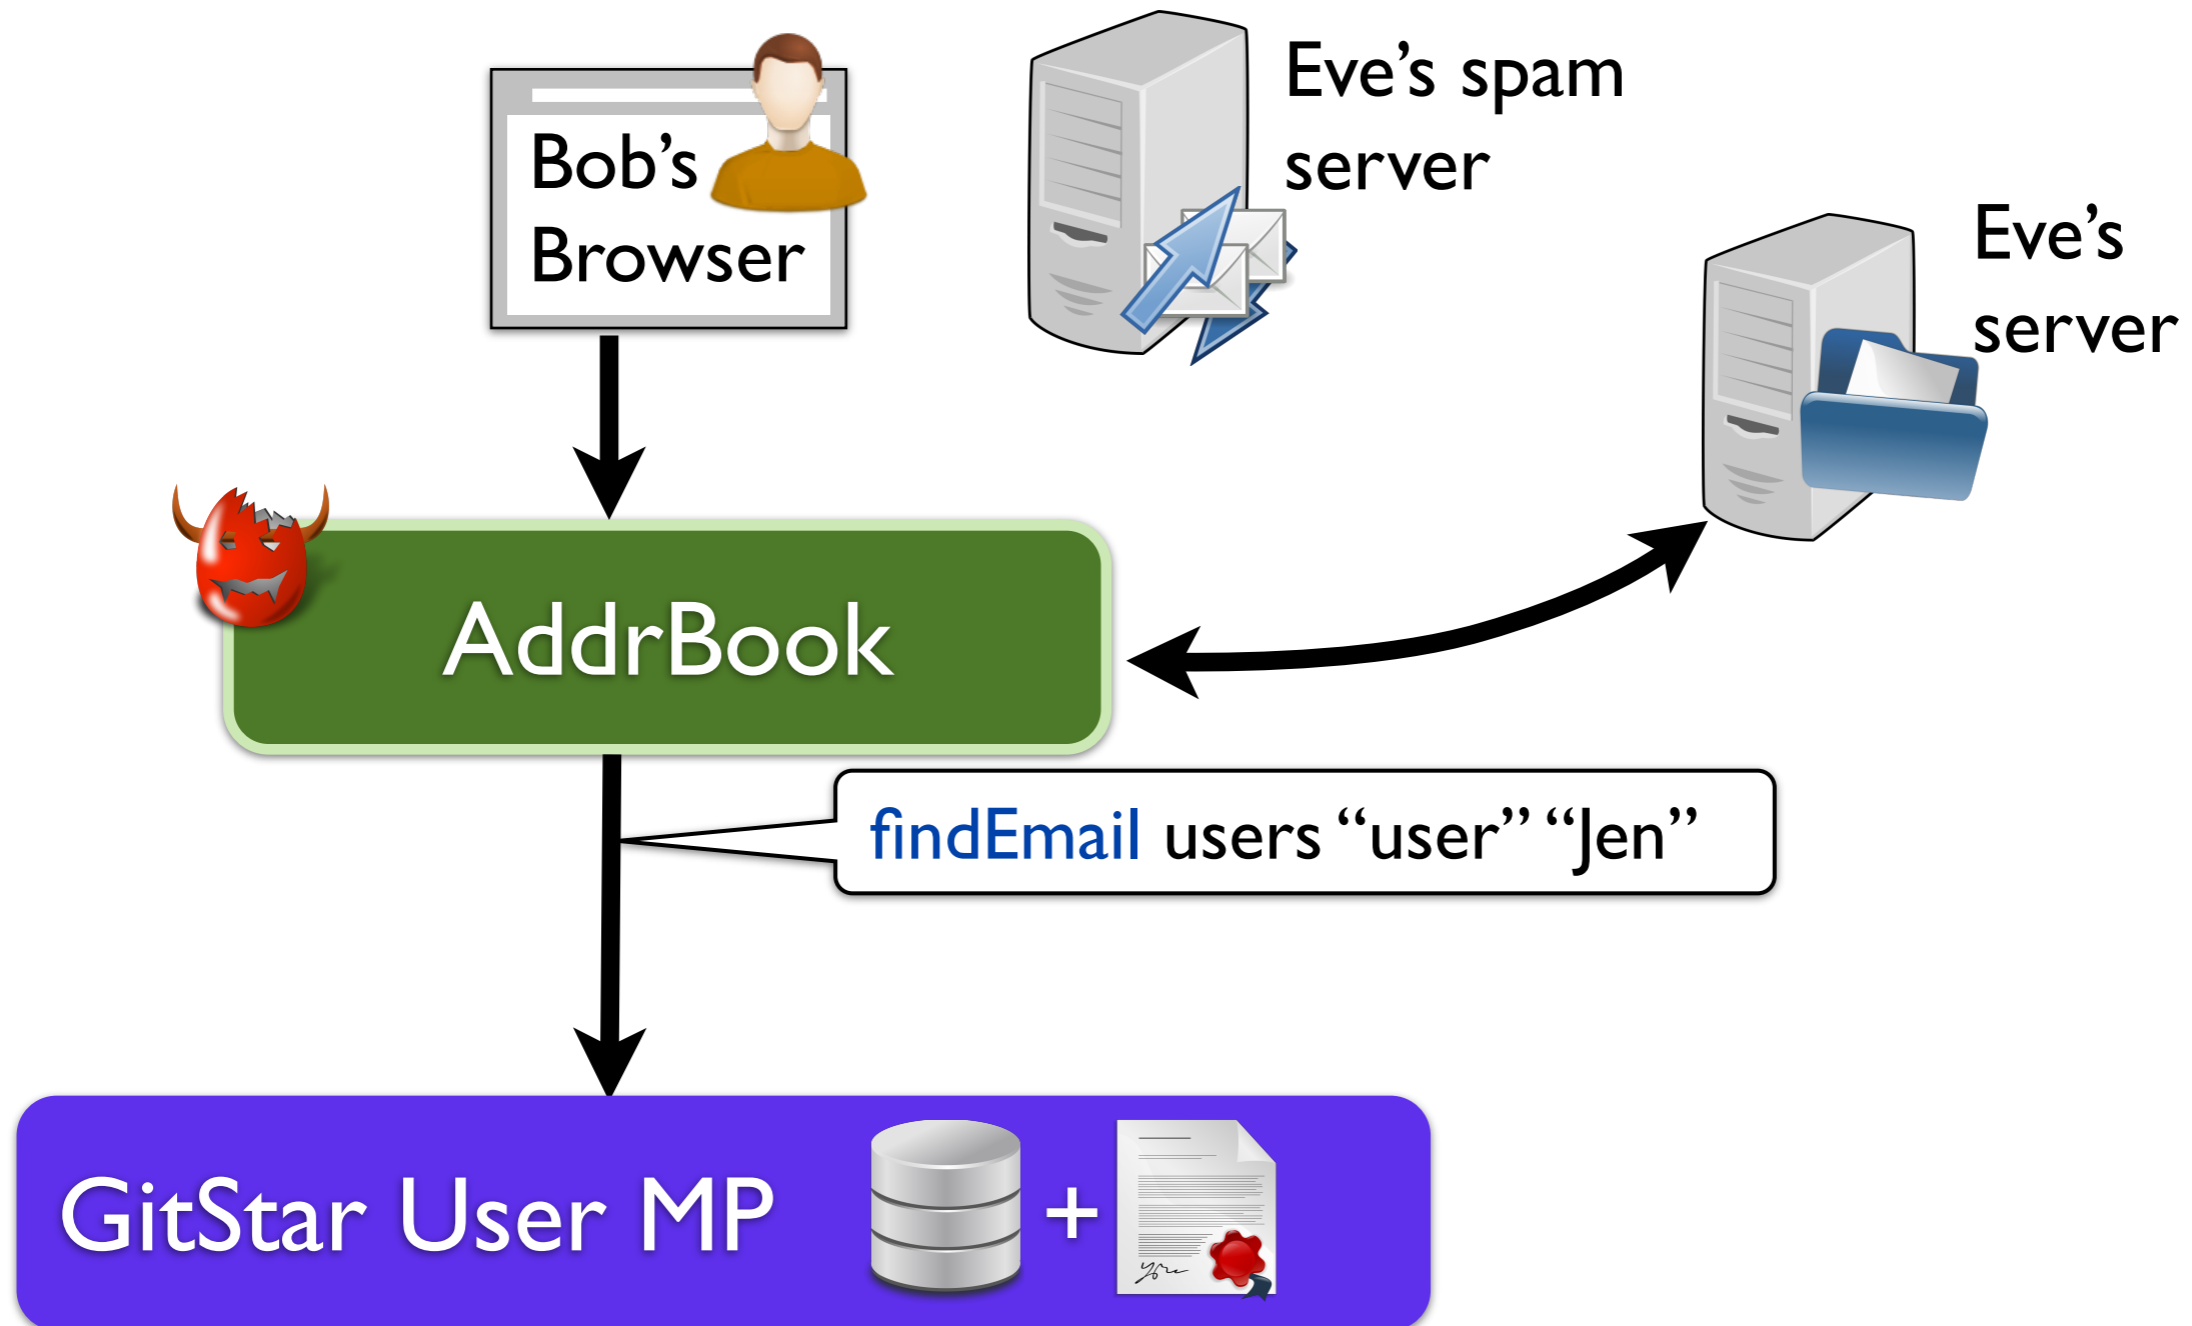 Bob’s
Browser
Eve’s spam
server
Eve’s
server
AddrBook
findEmail users “user” “Jen”
GitStar User MP
+